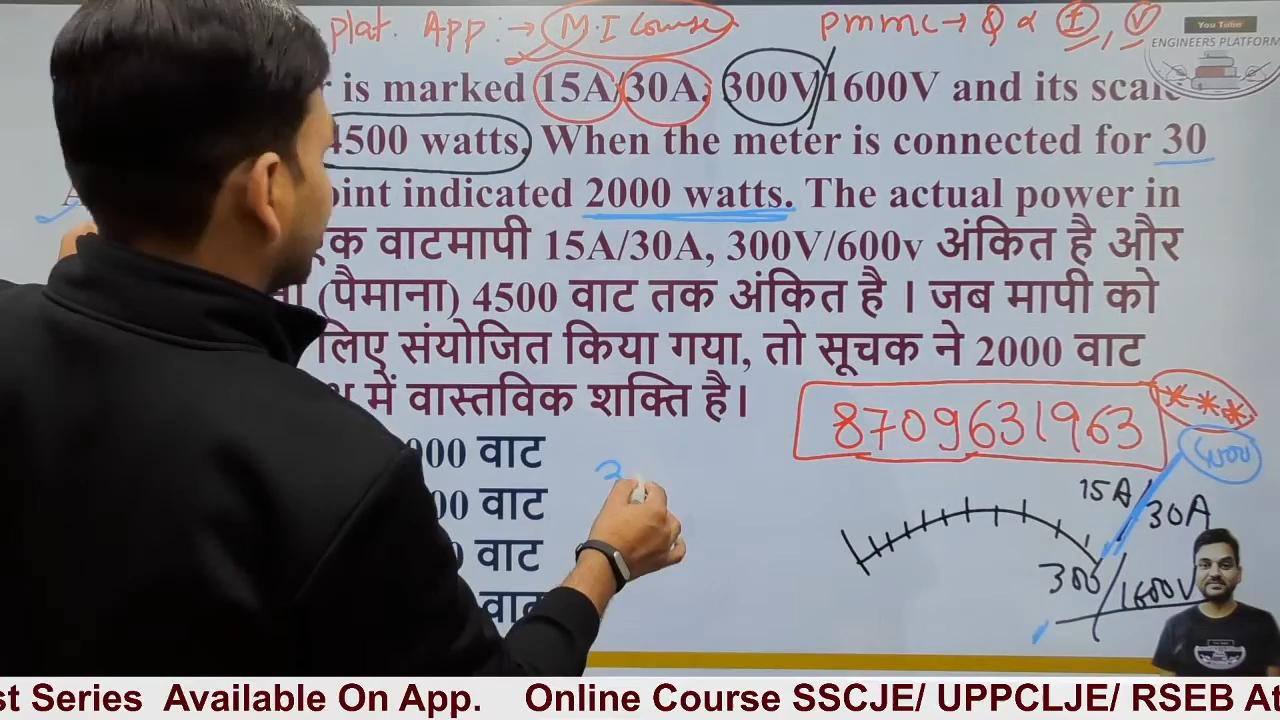 plat. App :→ M.I Course. pmmc → Q ∝ I, V
You Tube
ENGINEERS PLATFORM
r is marked 15A/30A, 300V/1600V and its scale
4500 watts, When the meter is connected for 30
A oint indicated 2000 watts. The actual power in
एक वाटमापी 15A/30A, 300V/600v अंकित है और
(पैमाना) 4500 वाट तक अंकित है । जब मापी को
लिए संयोजित किया गया, तो सूचक ने 2000 वाट
में वास्तविक शक्ति है।
8709631963 ***
000 वाट
00 वाट
15A/30A
वाट
300/1600V
वाट
st Series Available On App. Online Course SSCJE/ UPPCLJE/ RSEB At